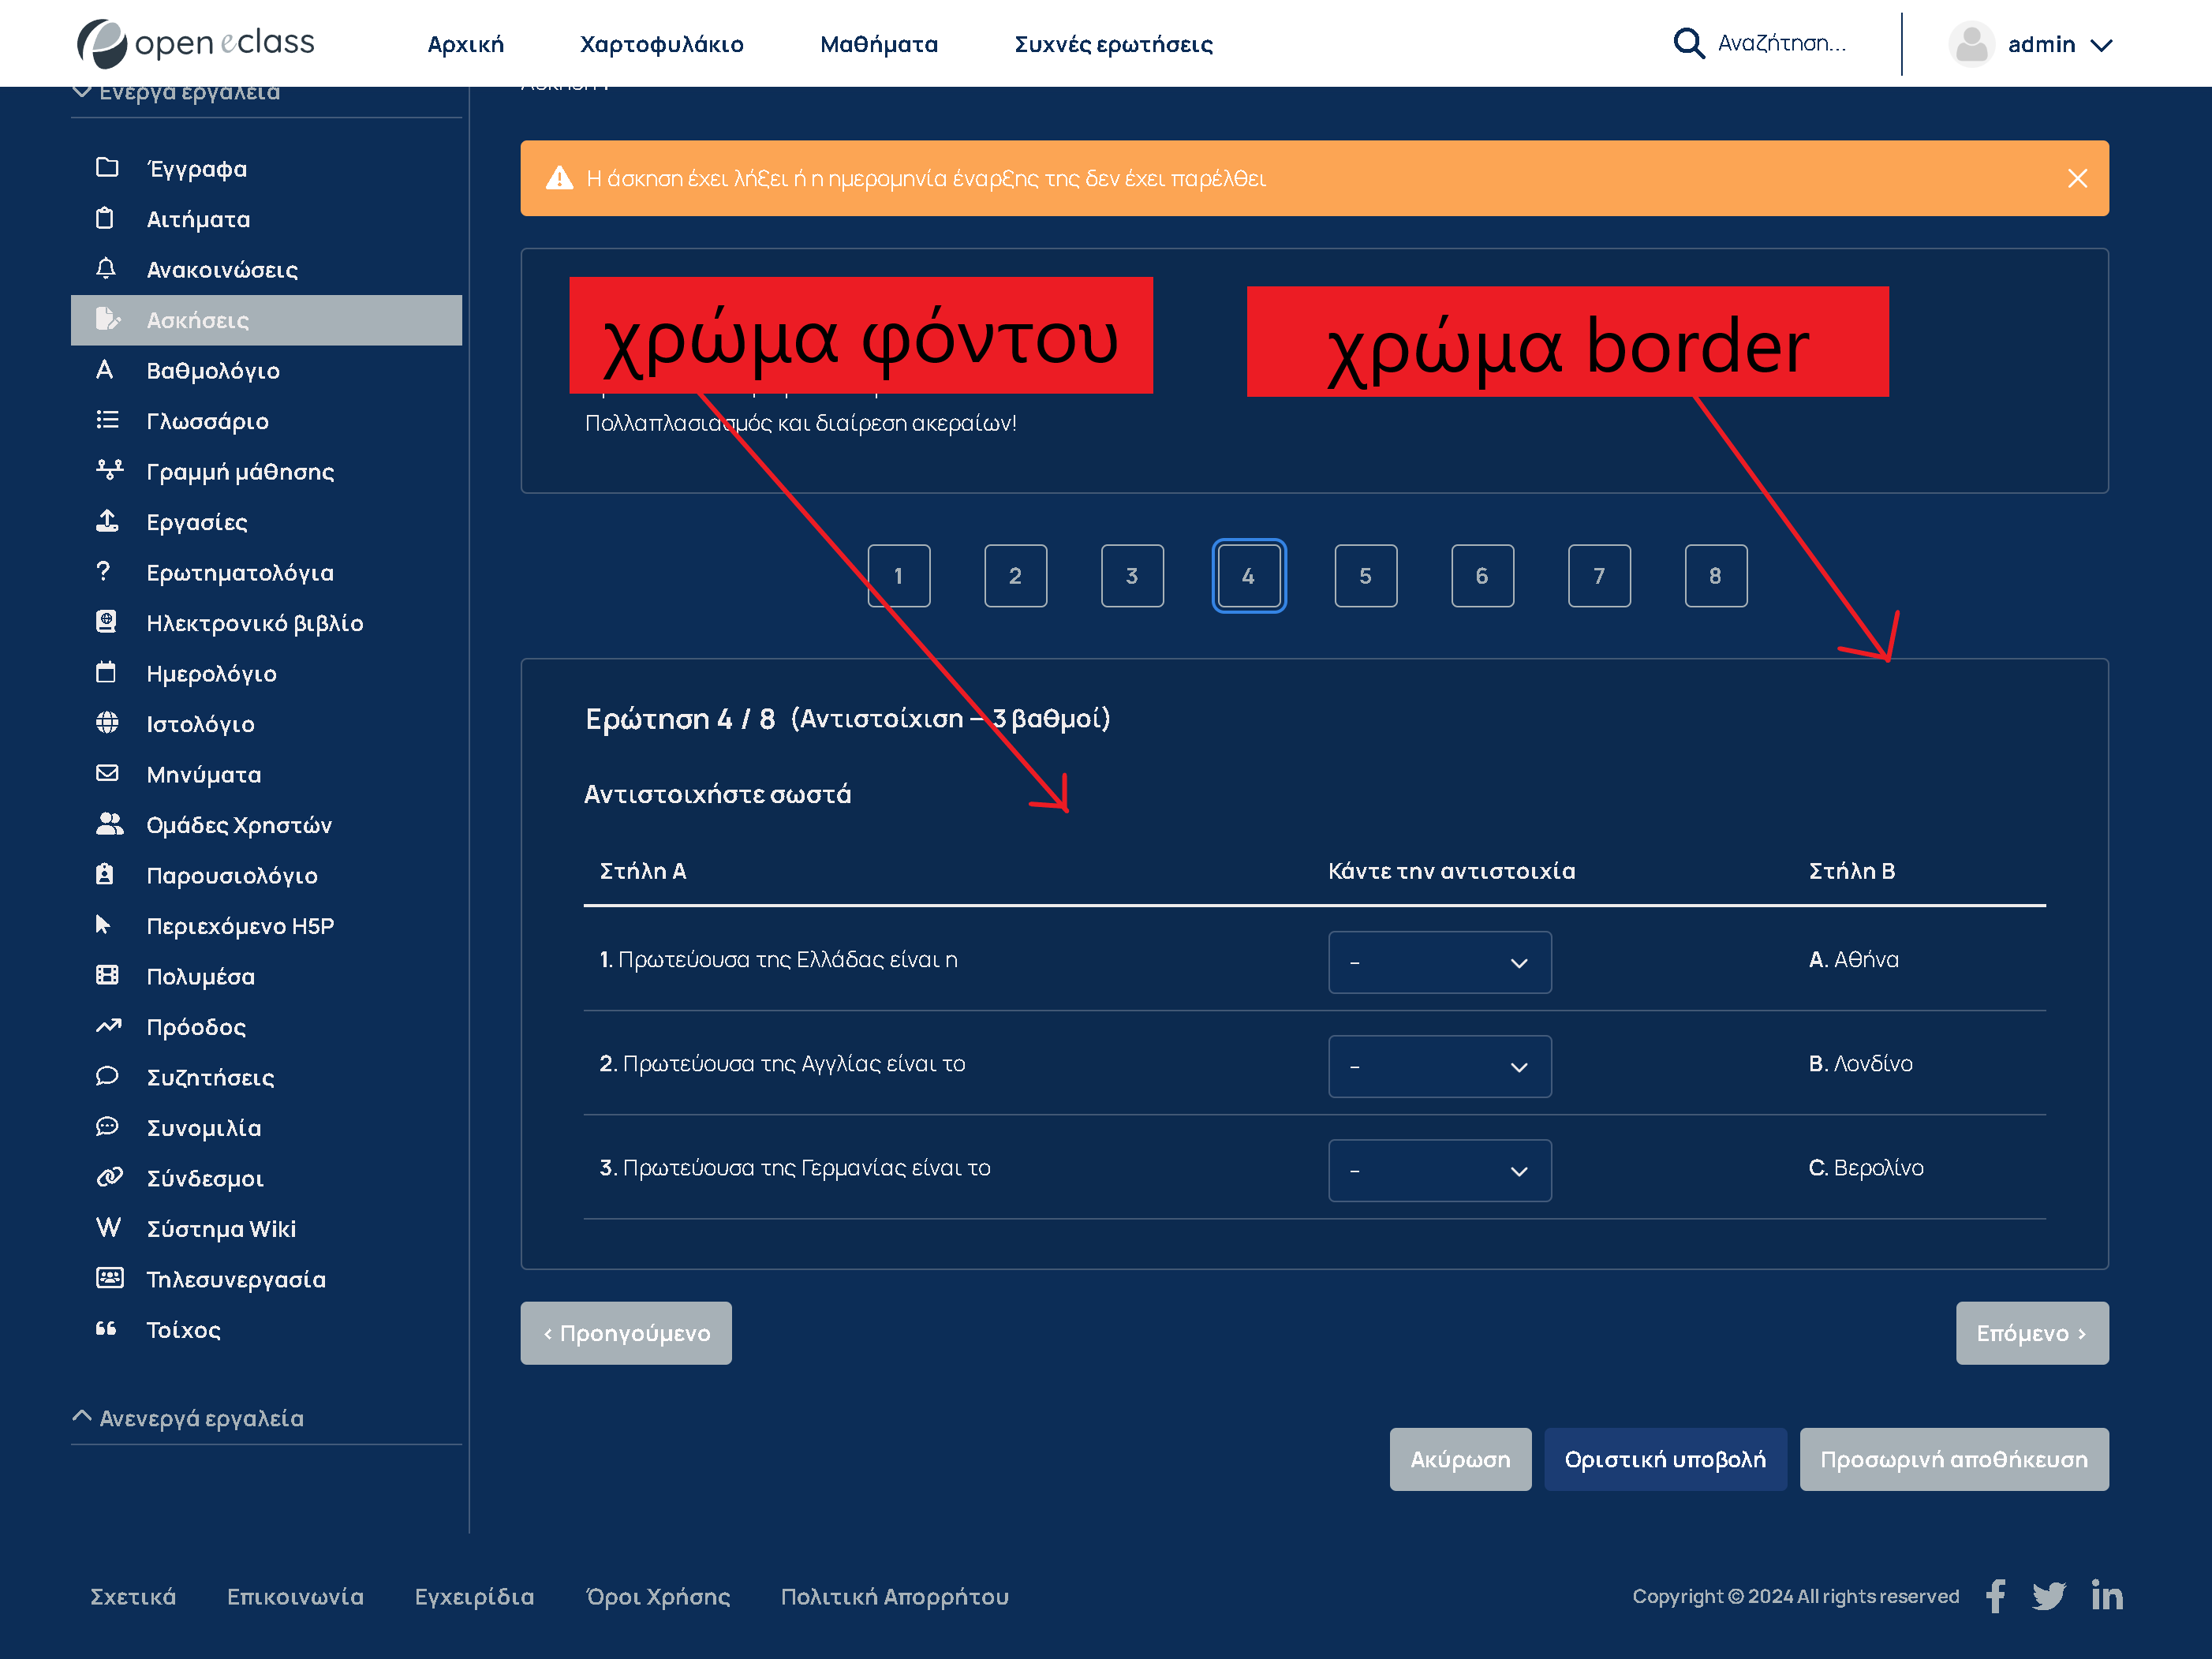 open eclass
Αρχική
Χαρτοφυλάκιο
Μαθήματα
Συχνές ερωτήσεις
Αναζήτηση...
admin
Ενεργά εργαλεία
Έγγραφα
Αιτήματα
Ανακοινώσεις
Ασκήσεις
Βαθμολόγιο
Γλωσσάριο
Γραμμή μάθησης
Εργασίες
Ερωτηματολόγια
Ηλεκτρονικό βιβλίο
Ημερολόγιο
Ιστολόγιο
Μηνύματα
Ομάδες Χρηστών
Παρουσιολόγιο
Περιεχόμενο H5P
Πολυμέσα
Πρόοδος
Συζητήσεις
Συνομιλία
Σύνδεσμοι
Σύστημα Wiki
Τηλεσυνεργασία
Τοίχος
Ανενεργά εργαλεία
Η άσκηση έχει λήξει ή η ημερομηνία έναρξης της δεν έχει παρέλθει
χρώμα φόντου
χρώμα border
Πολλαπλασιασμός και διαίρεση ακεραίων!
1 2 3 4 5 6 7 8
Ερώτηση 4 / 8 (Αντιστοίχιση – 3 βαθμοί)
Αντιστοιχήστε σωστά
Στήλη Α Κάντε την αντιστοιχία Στήλη Β
1. Πρωτεύουσα της Ελλάδας είναι η – A. Αθήνα
2. Πρωτεύουσα της Αγγλίας είναι το – B. Λονδίνο
3. Πρωτεύουσα της Γερμανίας είναι το – C. Βερολίνο
‹ Προηγούμενο
Επόμενο ›
Ακύρωση
Οριστική υποβολή
Προσωρινή αποθήκευση
Σχετικά
Επικοινωνία
Εγχειρίδια
Όροι Χρήσης
Πολιτική Απορρήτου
Copyright © 2024 All rights reserved